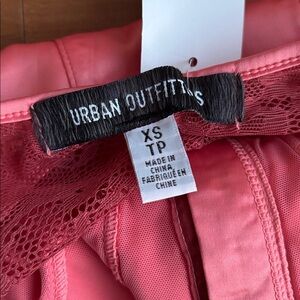 URBAN OUTFITTERS
XS
TP
MADE IN
CHINA
FABRIQUÉ EN
CHINE